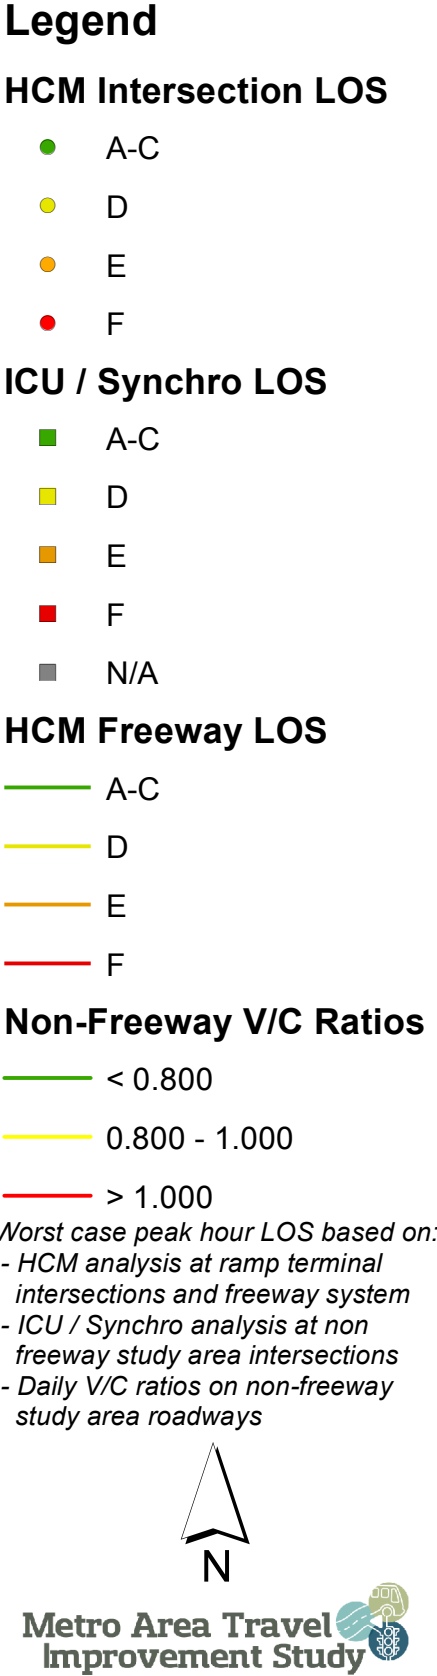 Legend
HCM Intersection LOS
A-C
D
E
F
ICU / Synchro LOS
A-C
D
E
F
N/A
HCM Freeway LOS
A-C
D
E
F
Non-Freeway V/C Ratios
< 0.800
0.800 - 1.000
> 1.000
Worst case peak hour LOS based on:
- HCM analysis at ramp terminal
intersections and freeway system
- ICU / Synchro analysis at non
freeway study area intersections
- Daily V/C ratios on non-freeway
study area roadways
N
Metro Area Travel
Improvement Study